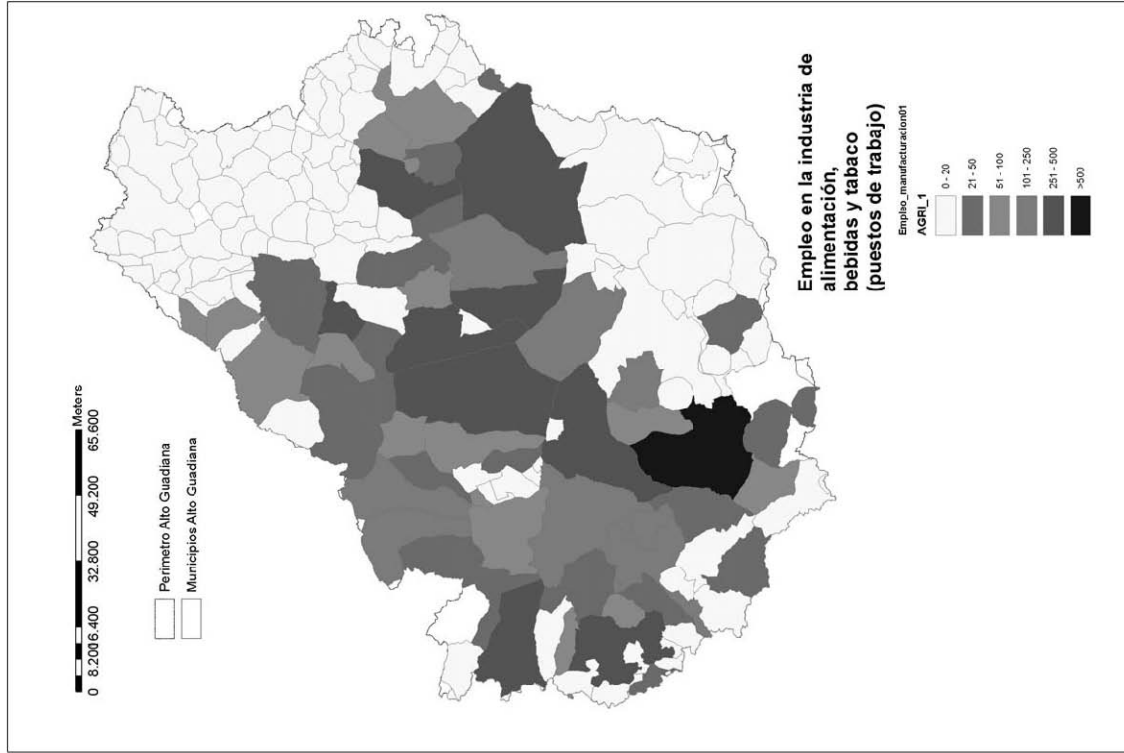 0 8.200 16.400 32.800 49.200 65.600
Meters
Perimetro Alto Guadiana
Municipios Alto Guadiana
Empleo en la industria de
alimentación,
bebidas y tabaco
(puestos de trabajo)
Empleo_manufacturacion01
AGRI_1
0 - 20
21 - 50
51 - 100
101 - 250
251 - 500
>500